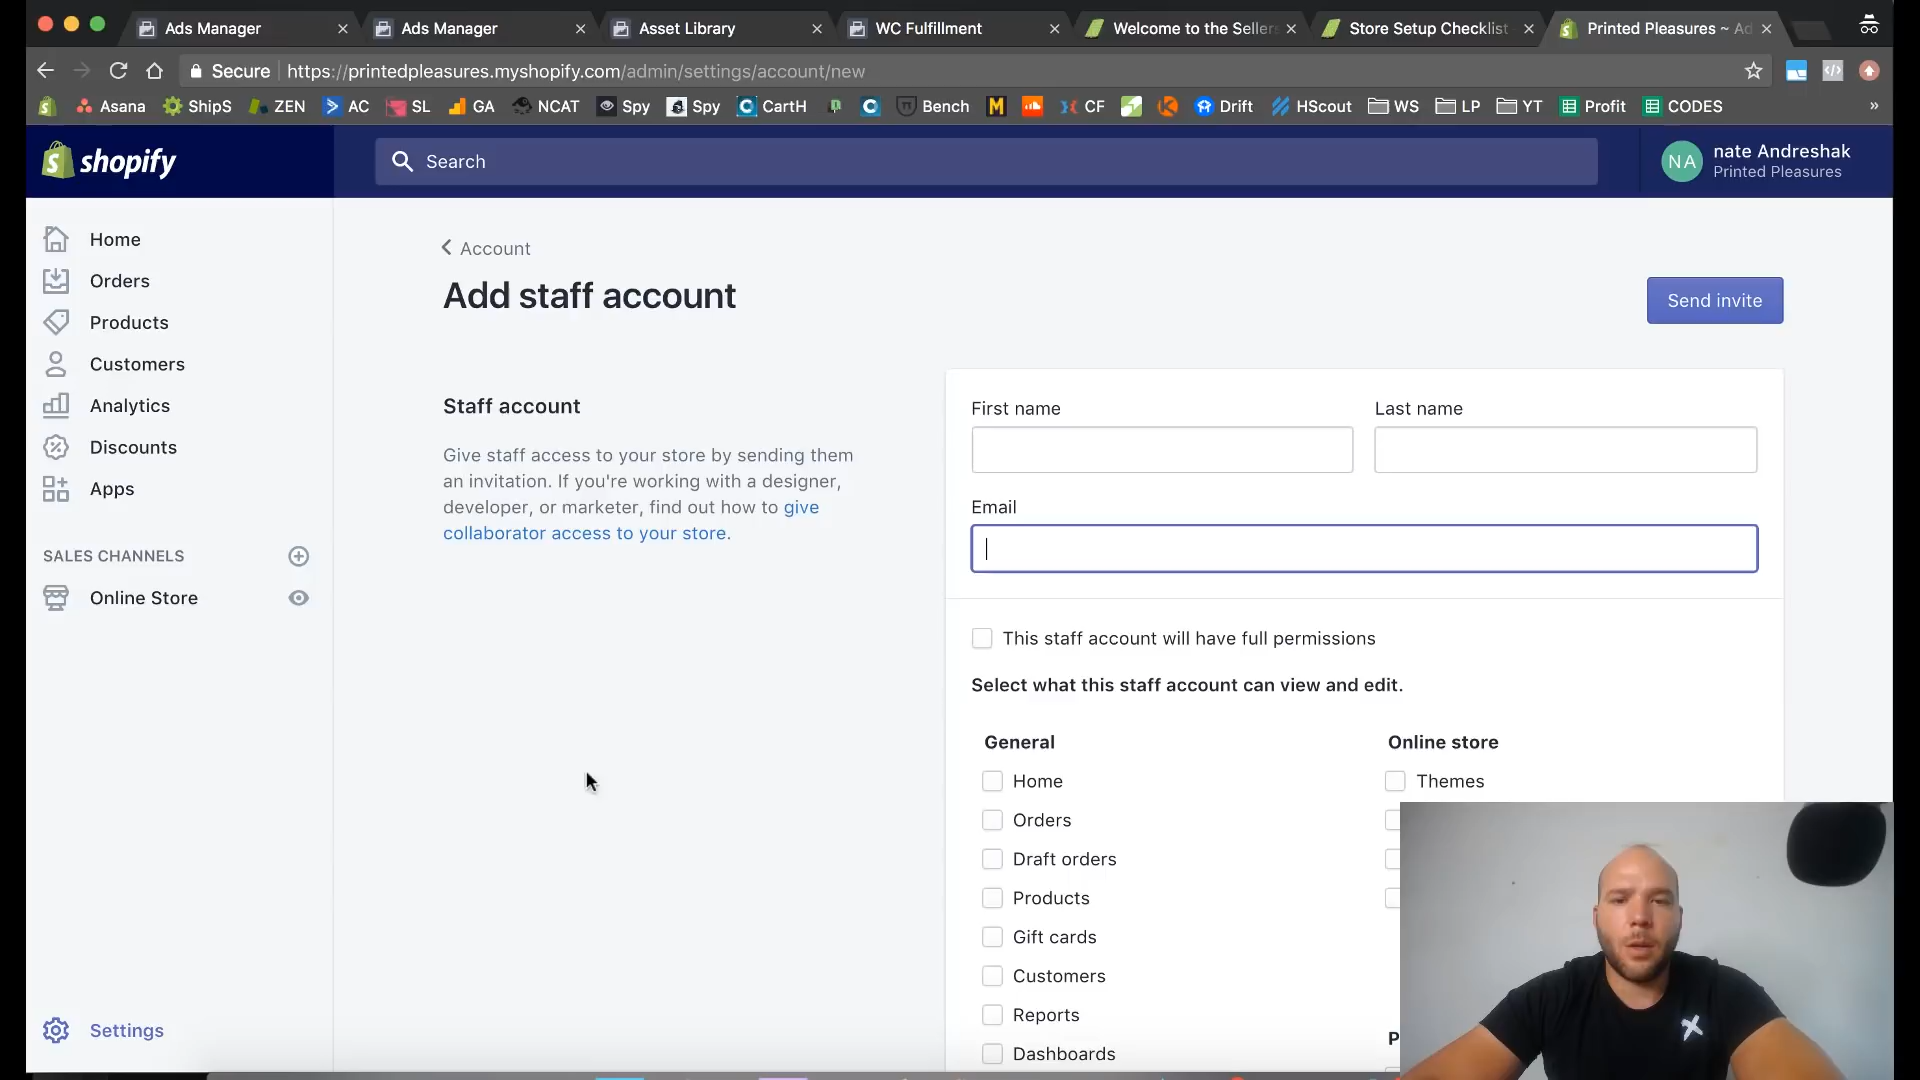 Ads Manager
Ads Manager
Asset Library
WC Fulfillment
Welcome to the Sellers
Store Setup Checklist
Printed Pleasures ~ Ad
Secure
https://printedpleasures.myshopify.com/admin/settings/account/new
Asana
ShipS
ZEN
AC
SL
GA
NCAT
Spy
Spy
CartH
Bench
CF
Drift
HScout
WS
LP
YT
Profit
CODES
»
shopify
Search
NA
nate Andreshak
Printed Pleasures
Home
Orders
Products
Customers
Analytics
Discounts
Apps
SALES CHANNELS
Online Store
Settings
Account
Add staff account
Send invite
Staff account
Give staff access to your store by sending them
an invitation. If you're working with a designer,
developer, or marketer, find out how to give
collaborator access to your store.
First name
Last name
Email
This staff account will have full permissions
Select what this staff account can view and edit.
General
Home
Orders
Draft orders
Products
Gift cards
Customers
Reports
Dashboards
Online store
Themes
P